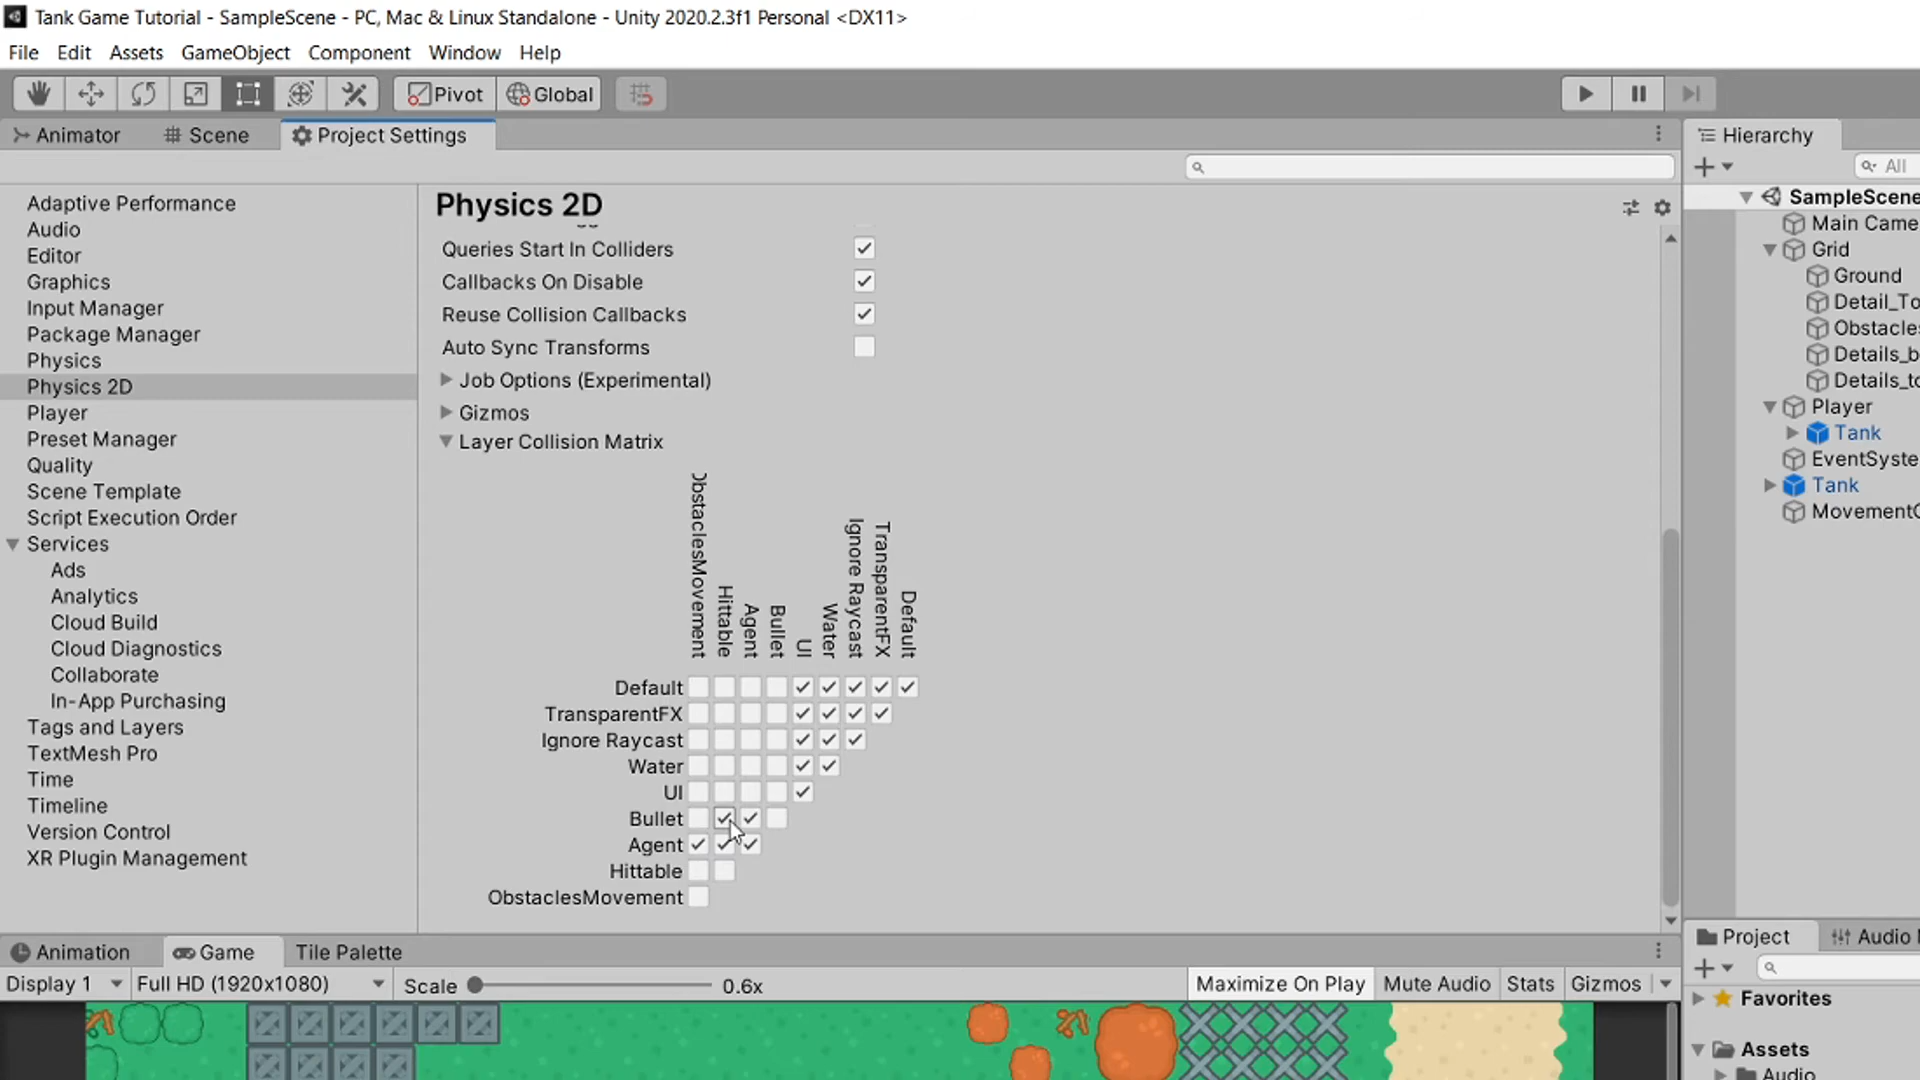 Tank Game Tutorial - SampleScene - PC, Mac & Linux Standalone - Unity 2020.2.3f1 Personal <DX11>
File Edit Assets GameObject Component Window Help
Pivot Global
Animator Scene Project Settings
Hierarchy
All
Adaptive Performance
Audio
Editor
Graphics
Input Manager
Package Manager
Physics
Physics 2D
Player
Preset Manager
Quality
Scene Template
Script Execution Order
Services
Ads
Analytics
Cloud Build
Cloud Diagnostics
Collaborate
In-App Purchasing
Tags and Layers
TextMesh Pro
Time
Timeline
Version Control
XR Plugin Management
Physics 2D
Queries Start In Colliders
Callbacks On Disable
Reuse Collision Callbacks
Auto Sync Transforms
Job Options (Experimental)
Gizmos
Layer Collision Matrix
ObstaclesMovement
Hittable
Agent
Bullet
UI
Water
Ignore Raycast
TransparentFX
Default
Default
TransparentFX
Ignore Raycast
Water
UI
Bullet
Agent
Hittable
ObstaclesMovement
SampleScene
Main Came
Grid
Ground
Detail_To
Obstacles
Details_b
Details_to
Player
Tank
EventSyste
Tank
MovementC
Animation Game Tile Palette
Display 1 Full HD (1920x1080) Scale 0.6x Maximize On Play Mute Audio Stats Gizmos
Project Audio
Favorites
Assets
Audio